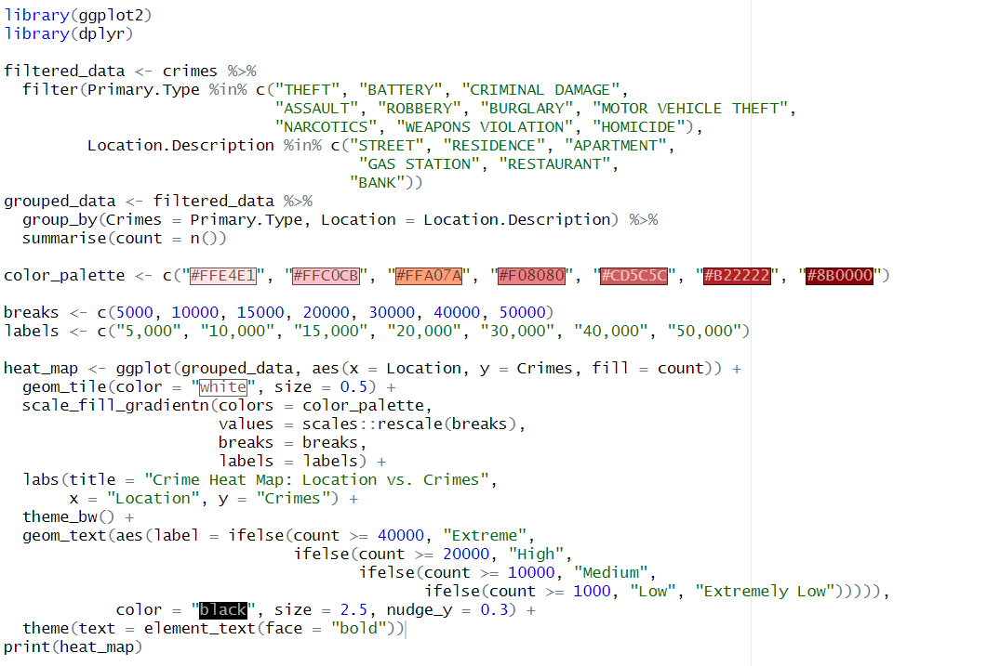 library(ggplot2)
library(dplyr)

filtered_data <- crimes %>%
  filter(Primary.Type %in% c("THEFT", "BATTERY", "CRIMINAL DAMAGE",
                             "ASSAULT", "ROBBERY", "BURGLARY", "MOTOR VEHICLE THEFT",
                             "NARCOTICS", "WEAPONS VIOLATION", "HOMICIDE"),
         Location.Description %in% c("STREET", "RESIDENCE", "APARTMENT",
                                      "GAS STATION", "RESTAURANT",
                                     "BANK"))
grouped_data <- filtered_data %>%
  group_by(Crimes = Primary.Type, Location = Location.Description) %>%
  summarise(count = n())

color_palette <- c("#FFE4E1", "#FFC0CB", "#FFA07A", "#F08080", "#CD5C5C", "#B22222", "#8B0000")

breaks <- c(5000, 10000, 15000, 20000, 30000, 40000, 50000)
labels <- c("5,000", "10,000", "15,000", "20,000", "30,000", "40,000", "50,000")

heat_map <- ggplot(grouped_data, aes(x = Location, y = Crimes, fill = count)) +
  geom_tile(color = "white", size = 0.5) +
  scale_fill_gradientn(colors = color_palette,
                       values = scales::rescale(breaks),
                       breaks = breaks,
                       labels = labels) +
  labs(title = "Crime Heat Map: Location vs. Crimes",
       x = "Location", y = "Crimes") +
  theme_bw() +
  geom_text(aes(label = ifelse(count >= 40000, "Extreme",
                               ifelse(count >= 20000, "High",
                                      ifelse(count >= 10000, "Medium",
                                             ifelse(count >= 1000, "Low", "Extremely Low"))))),
            color = "black", size = 2.5, nudge_y = 0.3) +
  theme(text = element_text(face = "bold"))
print(heat_map)